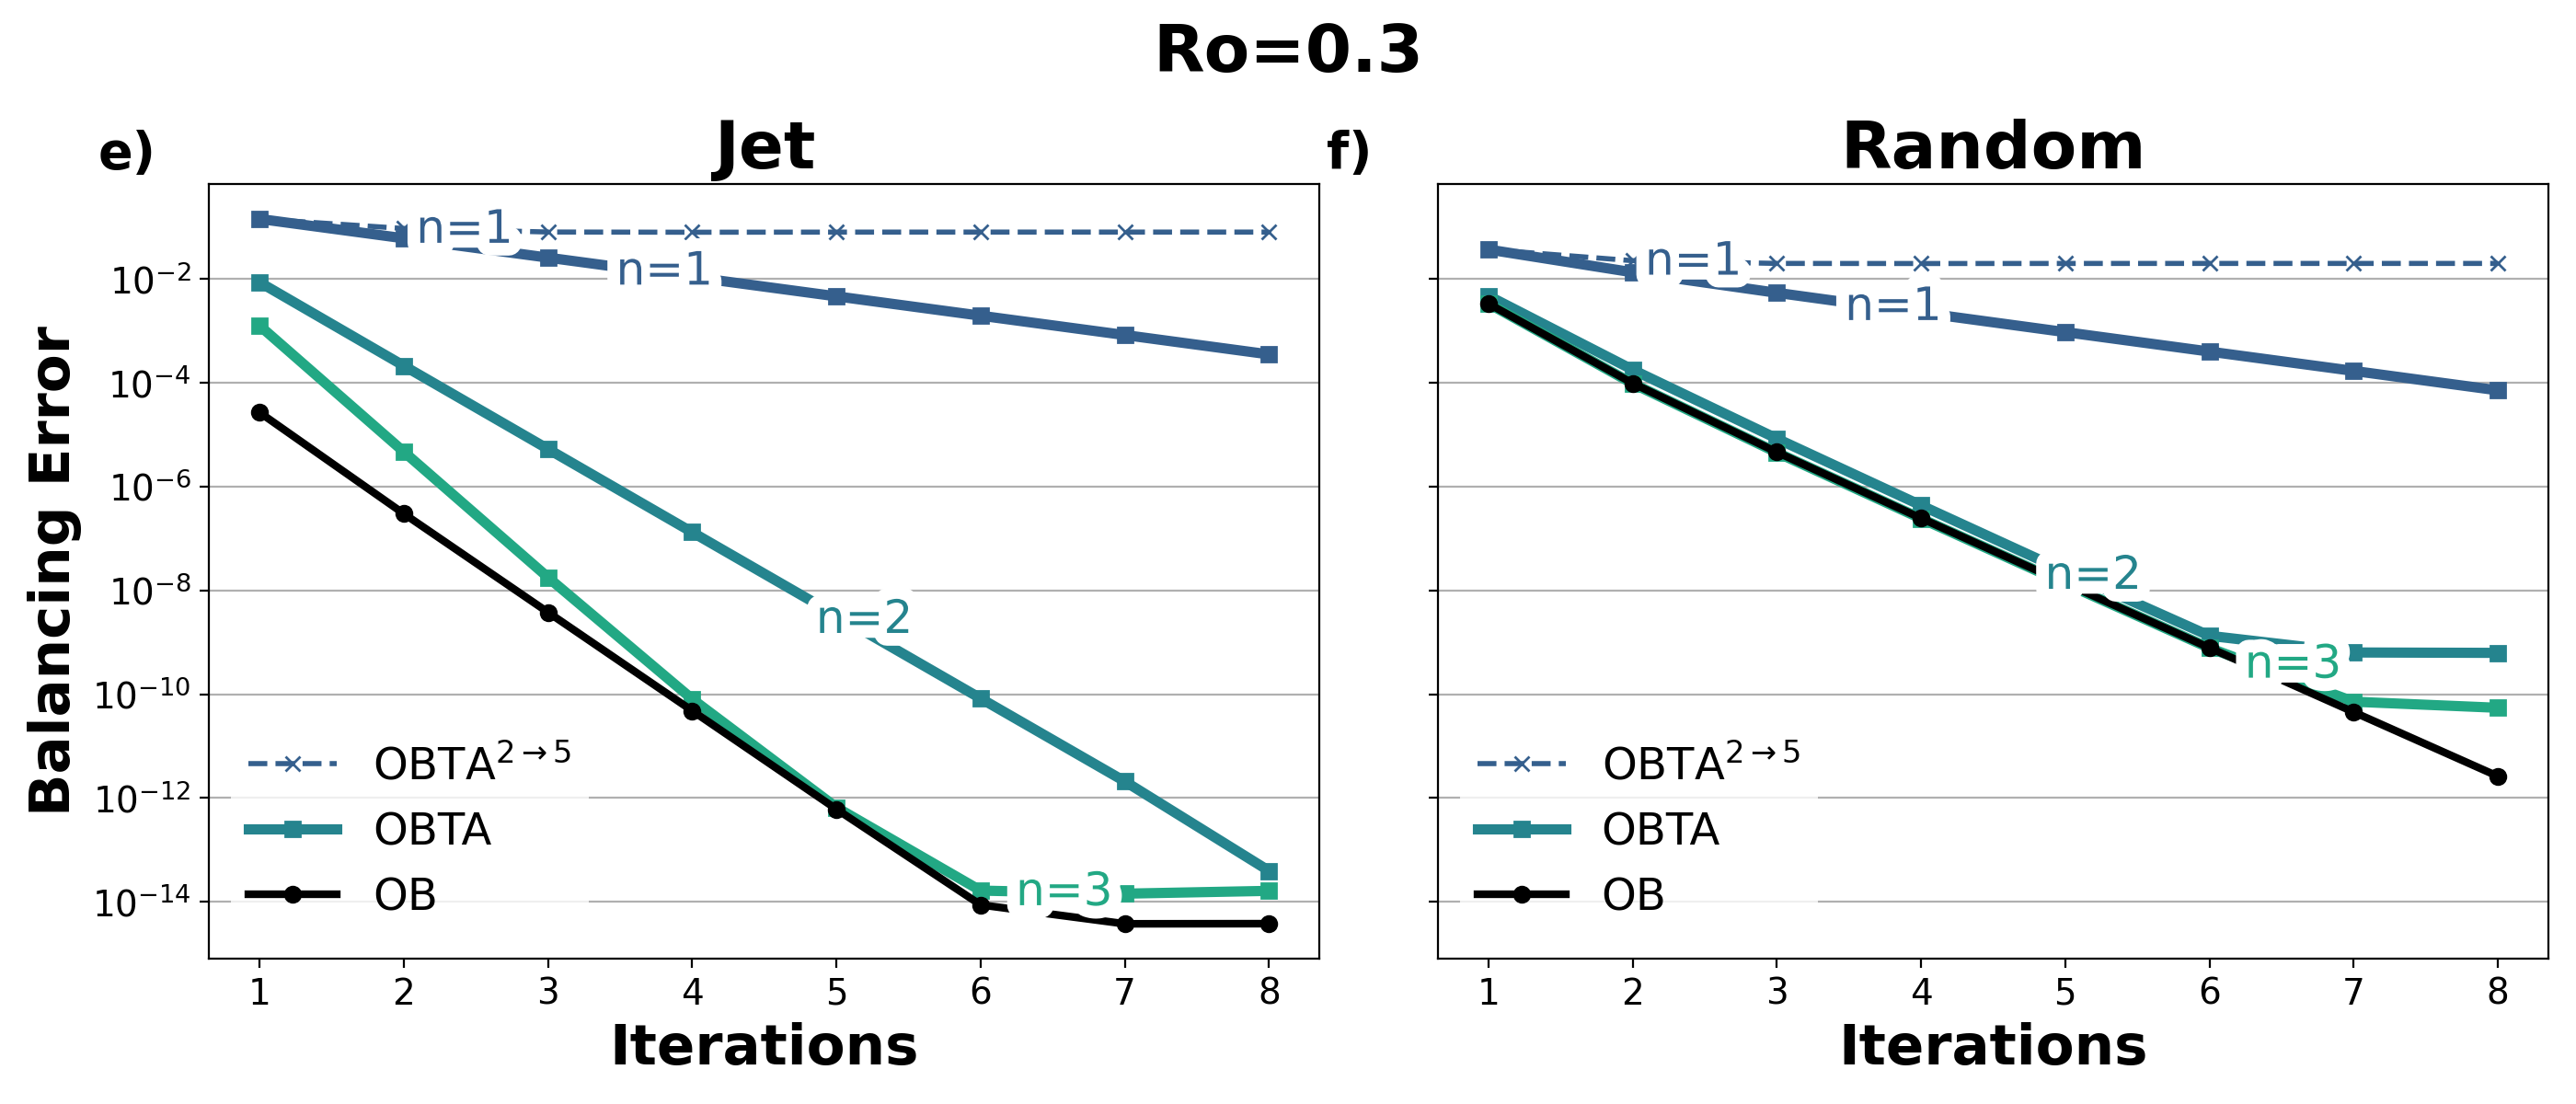 Ro=0.3
e)
Jet
n=1
n=1
n=2
n=3
10⁻²
10⁻⁴
10⁻⁶
10⁻⁸
10⁻¹⁰
10⁻¹²
10⁻¹⁴
Balancing Error
OBTA²→⁵
OBTA
OB
1 2 3 4 5 6 7 8
Iterations
f)
Random
n=1
n=1
n=2
n=3
OBTA²→⁵
OBTA
OB
1 2 3 4 5 6 7 8
Iterations